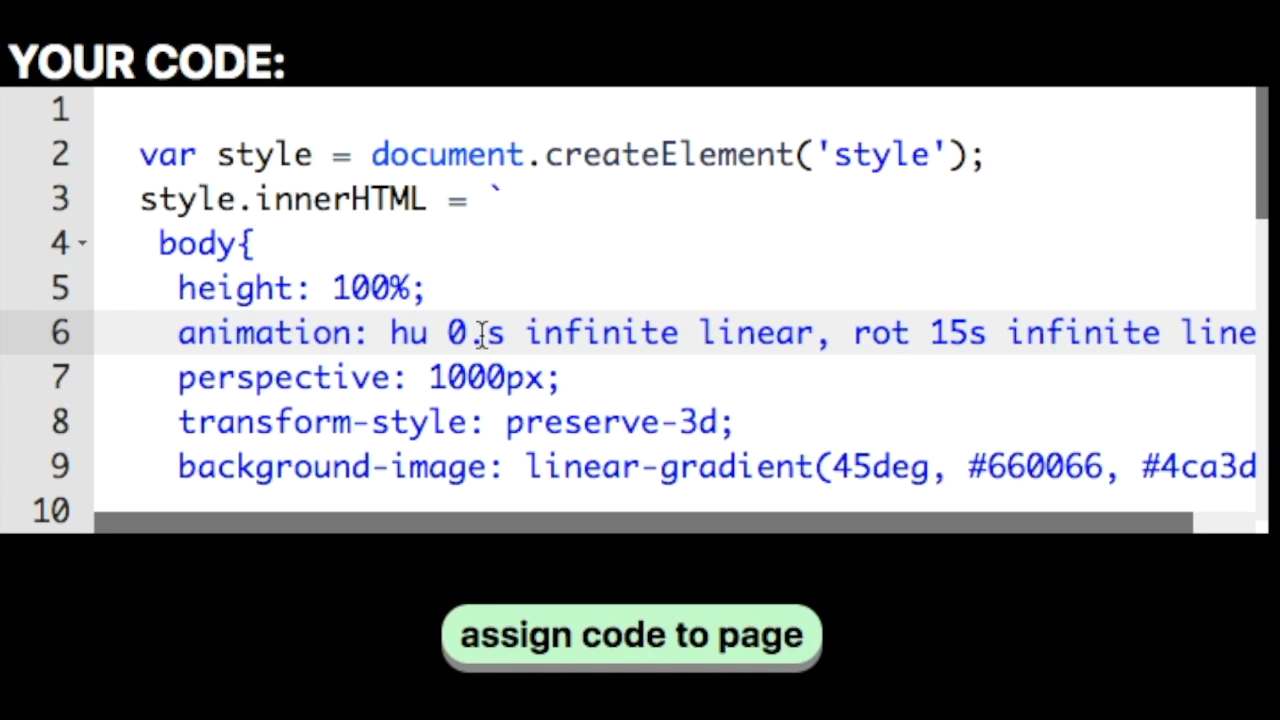 YOUR CODE:
1
2 var style = document.createElement('style');
3 style.innerHTML = `
4 body{
5 height: 100%;
6 animation: hu 0.s infinite linear, rot 15s infinite line
7 perspective: 1000px;
8 transform-style: preserve-3d;
9 background-image: linear-gradient(45deg, #660066, #4ca3d
10
assign code to page